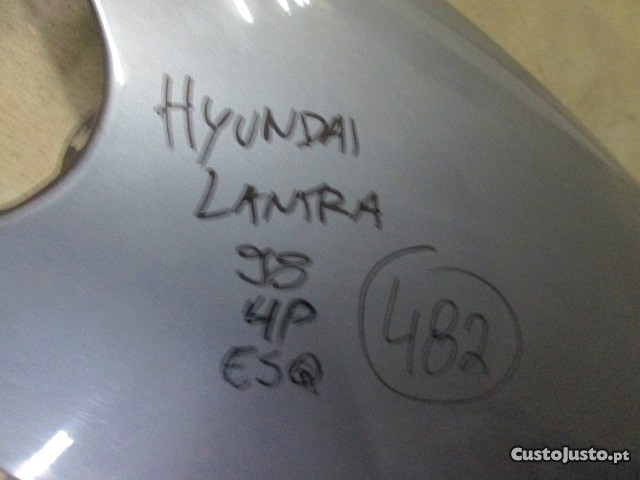 HYUNDAI
LANTRA
98
4P
ESQ
482
CustoJusto.pt